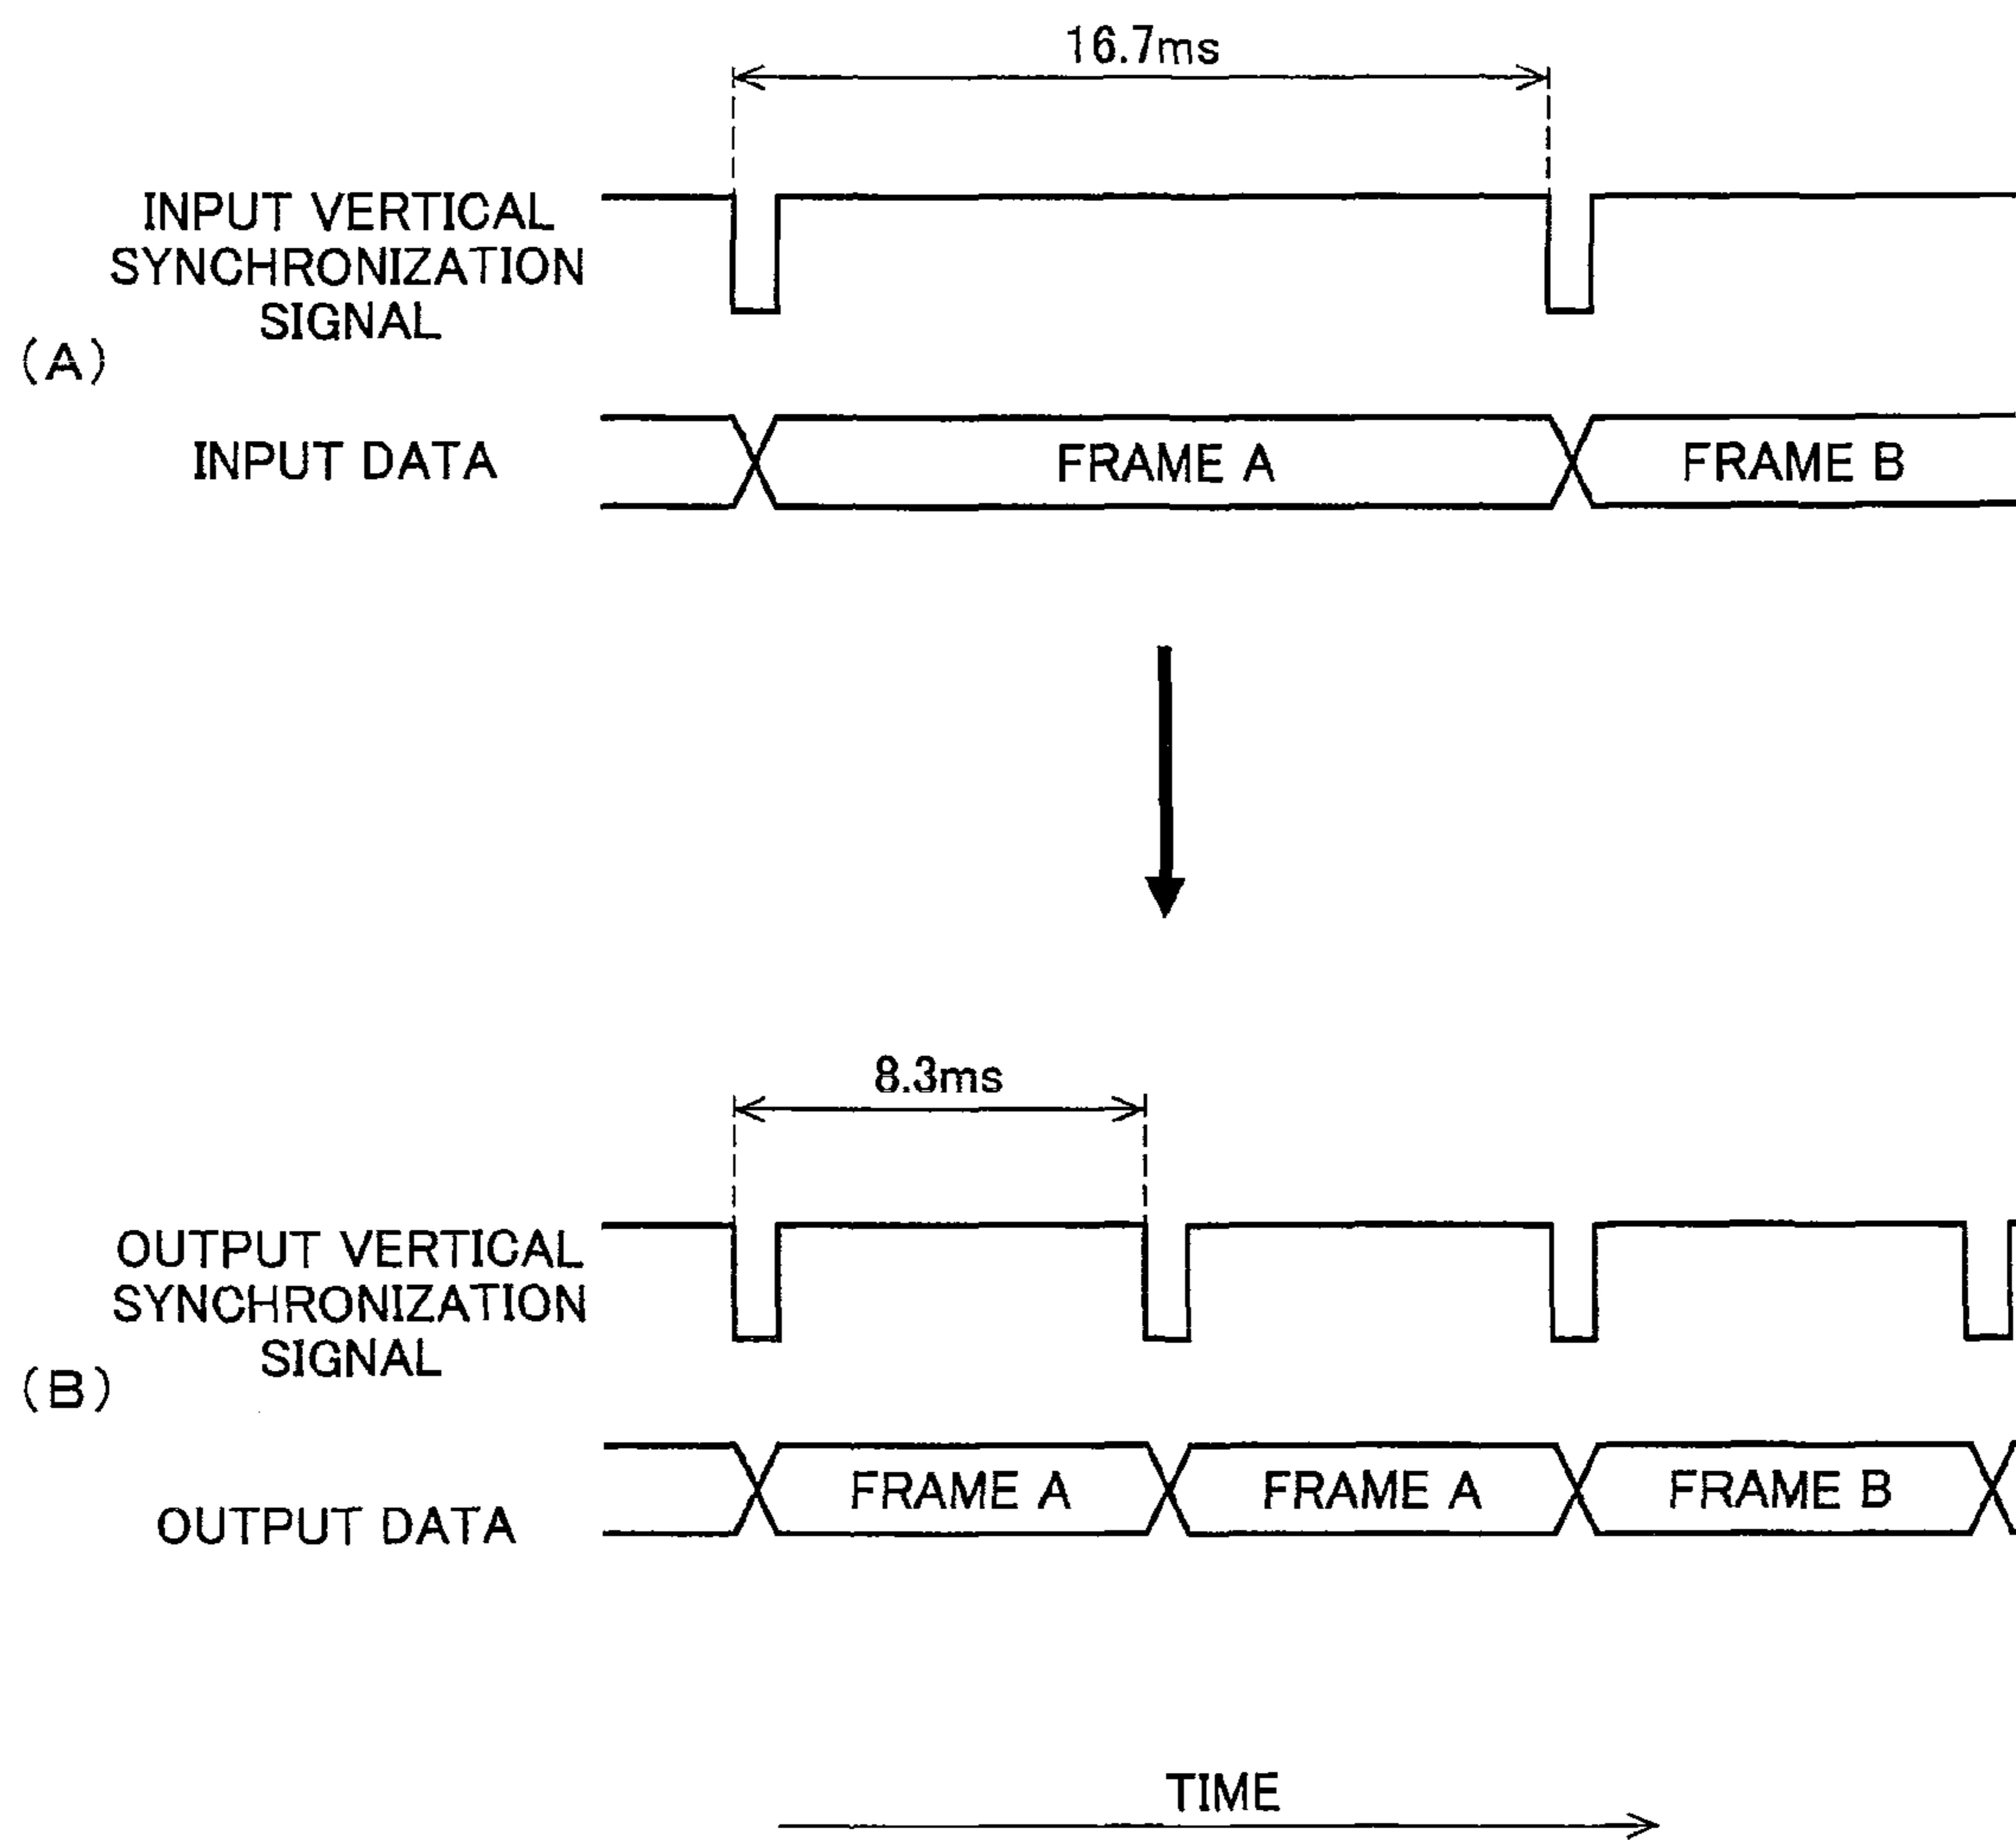 16.7ms
INPUT VERTICAL
SYNCHRONIZATION
SIGNAL
(A)
INPUT DATA
FRAME A
FRAME B
8.3ms
OUTPUT VERTICAL
SYNCHRONIZATION
SIGNAL
(B)
OUTPUT DATA
FRAME A
FRAME A
FRAME B
TIME